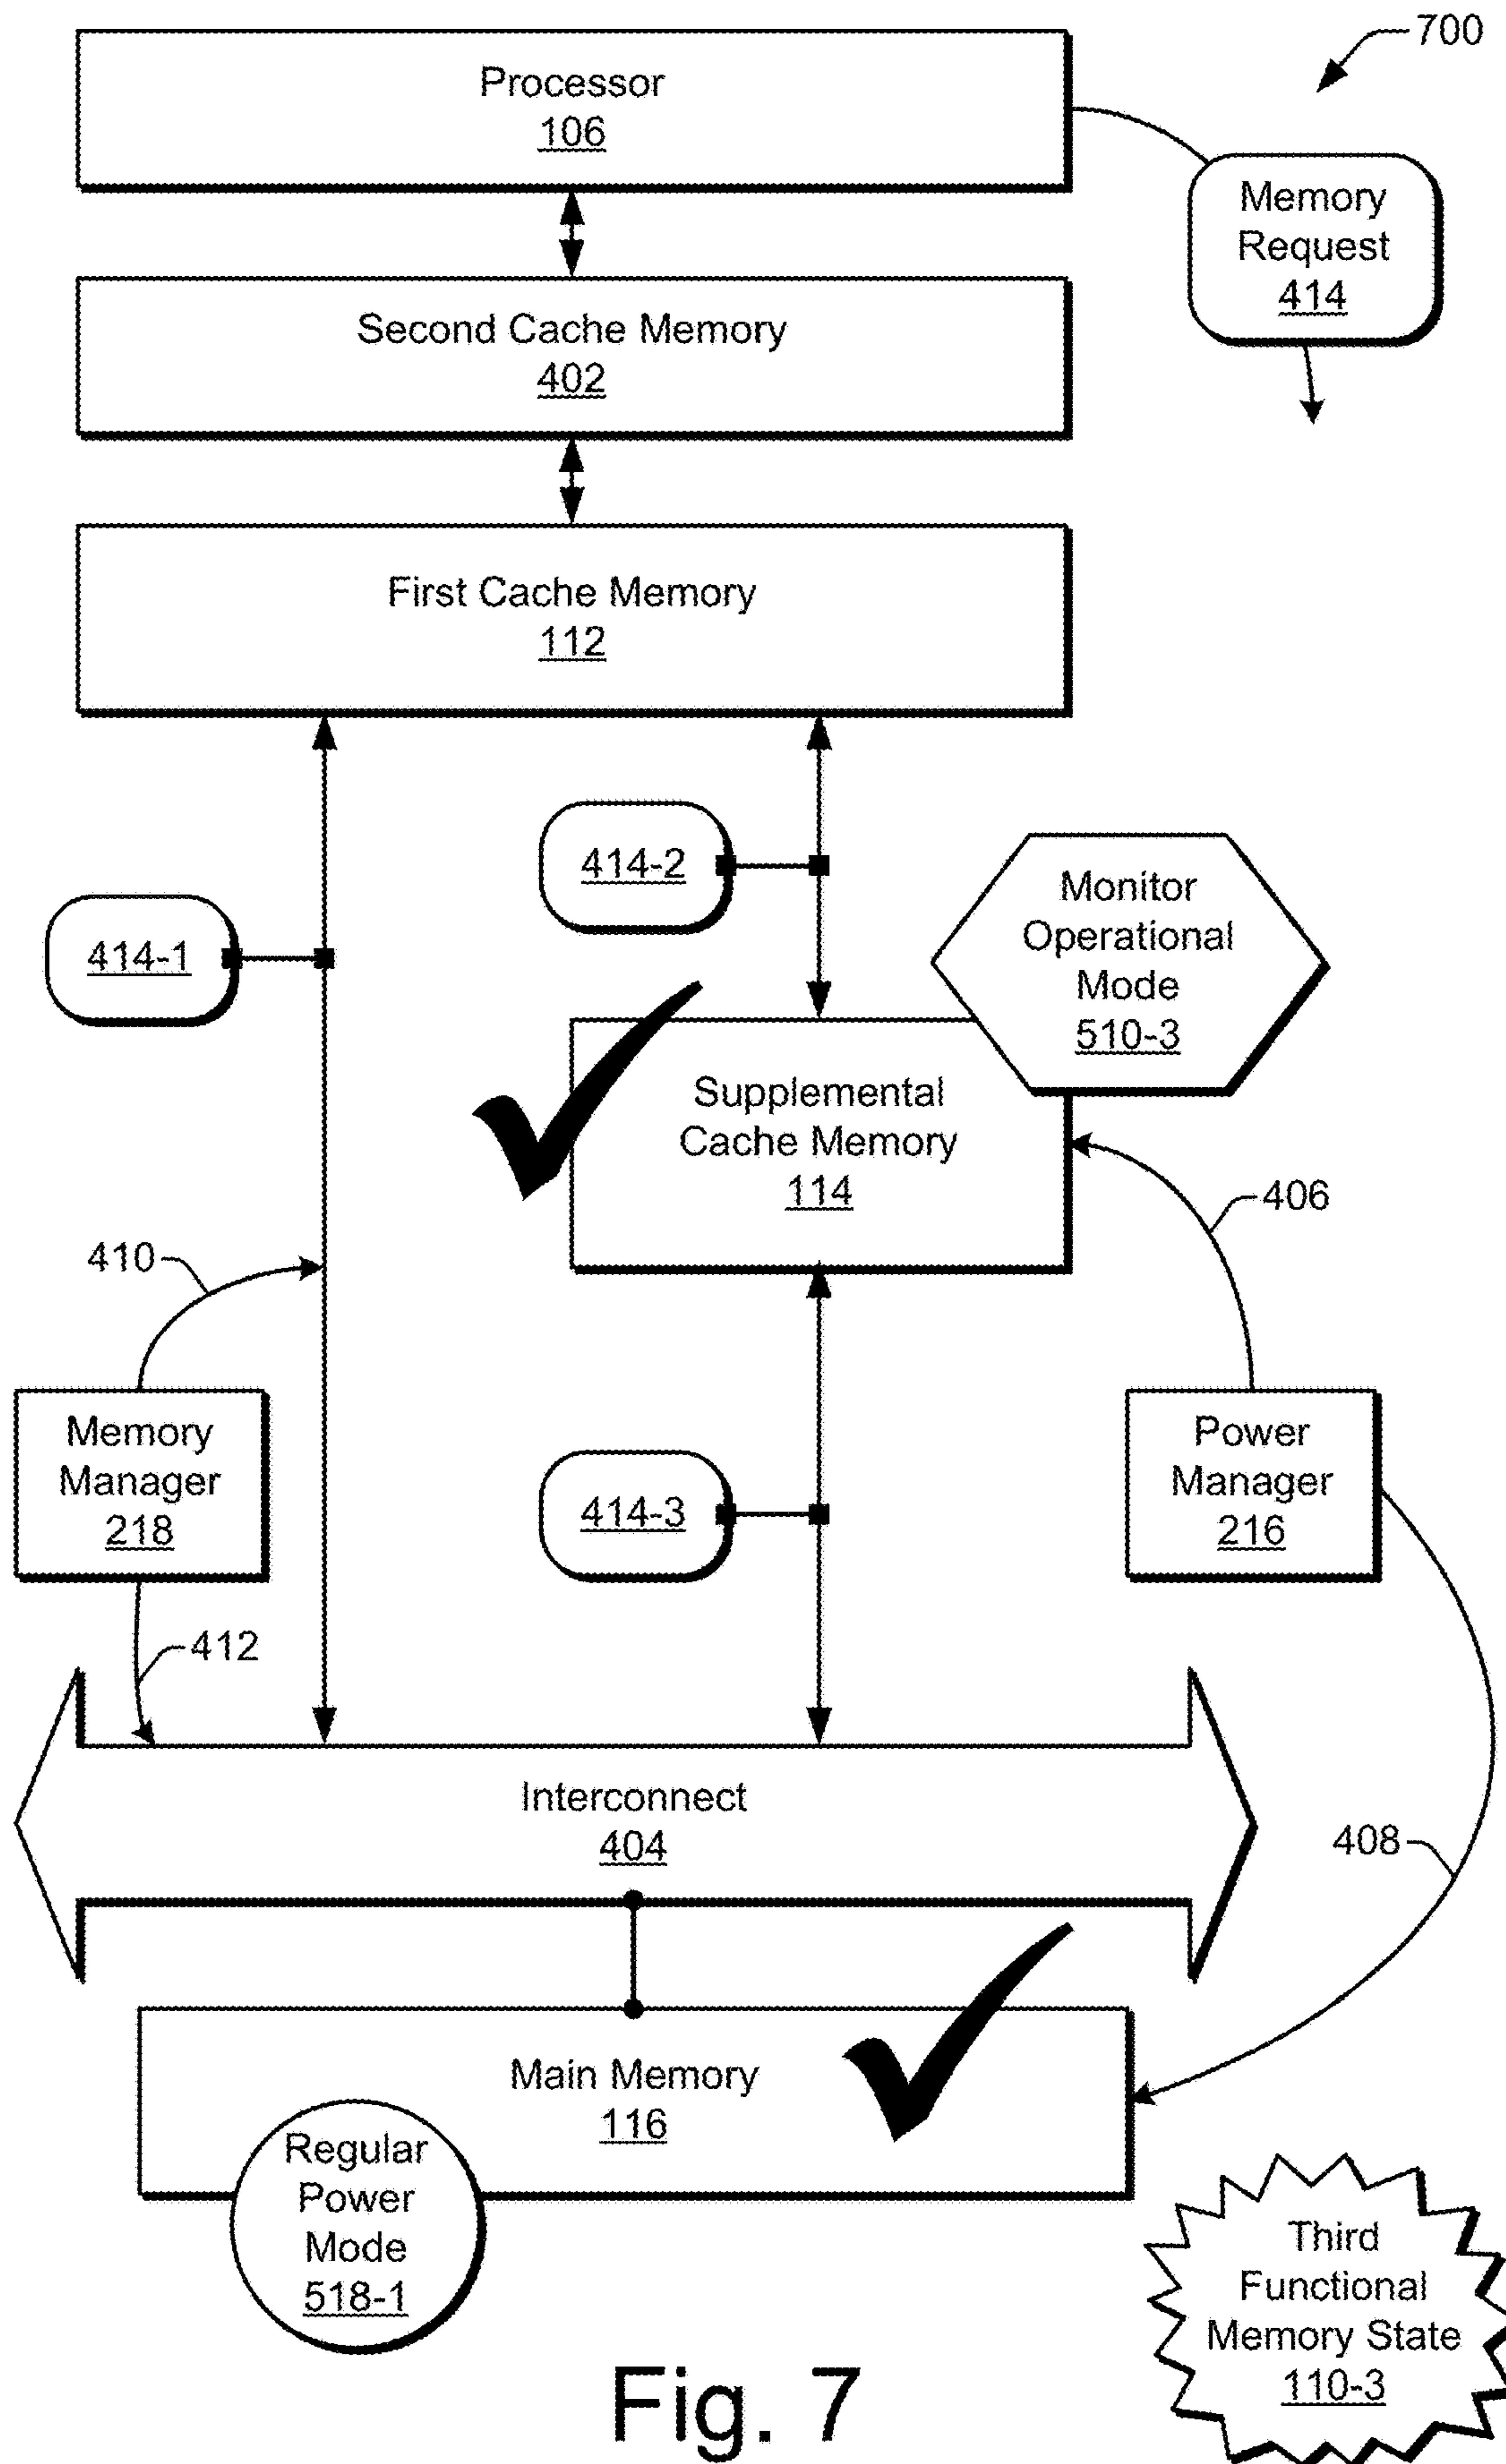 700
Processor
106
Memory
Request
414
Second Cache Memory
402
First Cache Memory
112
414-2
414-1
Monitor
Operational
Mode
510-3
Supplemental
Cache Memory
114
406
410
Memory
Manager
218
Power
Manager
216
414-3
412
Interconnect
404
408
Main Memory
116
Regular
Power
Mode
518-1
Third
Functional
Memory State
110-3
Fig. 7